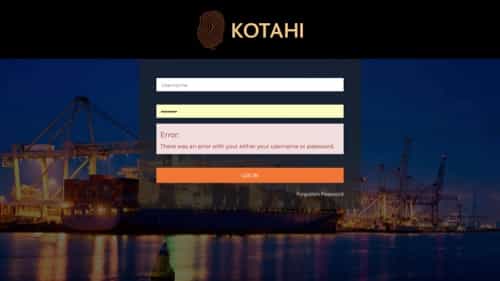 KOTAHI
Username
Error:
There was an error with your either your username or password.
LOG IN
Forgotten Password